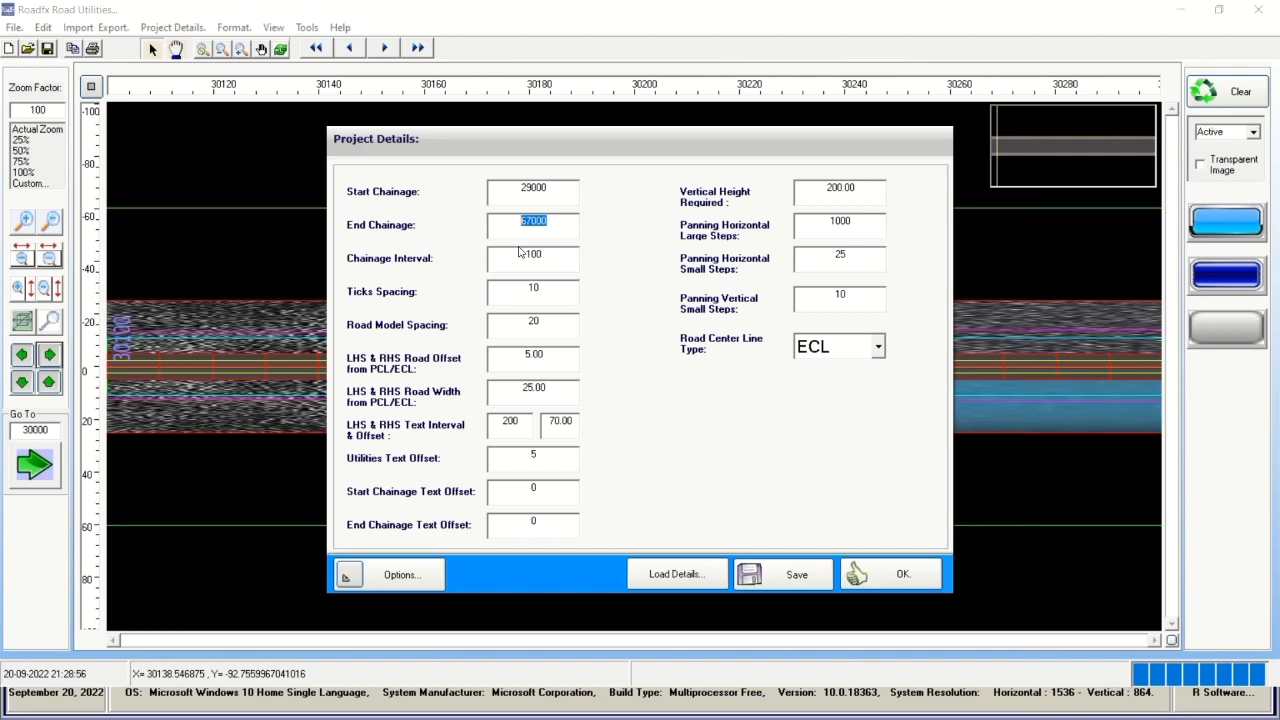 Roadfx Road Utilities...
File. Edit Import Export. Project Details. Format. View Tools Help
Zoom Factor:
100
Actual Zoom
25%
50%
75%
100%
Custom...
Go To
30000
30120 30140 30160 30180 30200 30220 30240 30260 30280
-100
-80
-60
-40
-20
0
20
40
60
80
30100
Project Details:
Start Chainage: 29000
End Chainage: 67000
Chainage Interval: 100
Ticks Spacing: 10
Road Model Spacing: 20
LHS & RHS Road Offset
from PCL/ECL: 5.00
LHS & RHS Road Width
from PCL/ECL: 25.00
LHS & RHS Text Interval
& Offset : 200 70.00
Utilities Text Offset: 5
Start Chainage Text Offset: 0
End Chainage Text Offset: 0
Vertical Height
Required : 200.00
Panning Horizontal
Large Steps: 1000
Panning Horizontal
Small Steps: 25
Panning Vertical
Small Steps: 10
Road Center Line
Type: ECL
Options... Load Details... Save OK.
Clear
Active
Transparent
Image
20-09-2022 21:28:56 X= 30138.546875 , Y= -92.7559967041016
September 20, 2022 OS: Microsoft Windows 10 Home Single Language, System Manufacturer: Microsoft Corporation, Build Type: Multiprocessor Free, Version: 10.0.18363, System Resolution: Horizontal : 1536 - Vertical : 864. R Software...